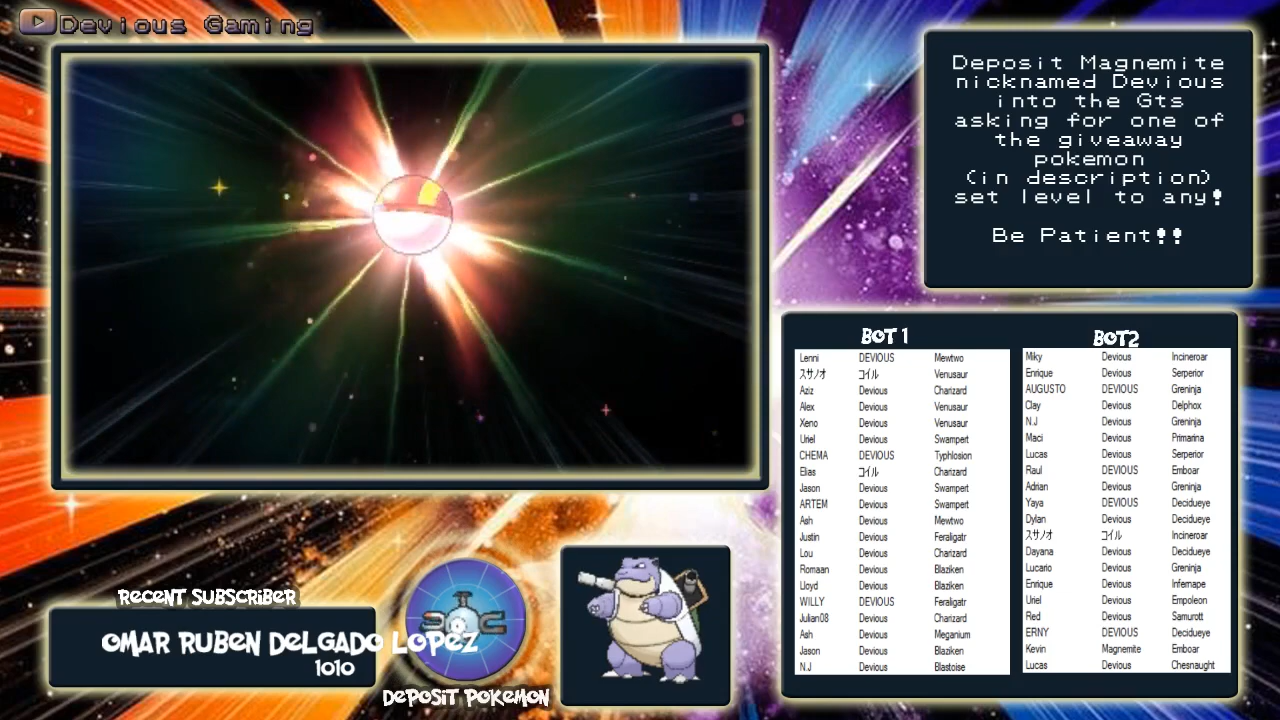 Devious Gaming
Deposit Magnemite
nicknamed Devious
into the Gts
asking for one of
the giveaway
pokemon
(in description)
set level to any!
Be Patient!!
BOT 1
Lenni DEVIOUS Mewtwo
スサノオ コイル Venusaur
Aziz Devious Charizard
Alex Devious Venusaur
Xeno Devious Venusaur
Uriel Devious Swampert
CHEMA DEVIOUS Typhlosion
Elias コイル Charizard
Jason Devious Swampert
ARTEM Devious Swampert
Ash Devious Mewtwo
Justin Devious Feraligatr
Lou Devious Charizard
Romaan Devious Blaziken
Lloyd Devious Blaziken
WILLY DEVIOUS Feraligatr
Julian08 Devious Charizard
Ash Devious Meganium
Jason Devious Blaziken
N.J Devious Blastoise
BOT2
Miky Devious Incineroar
Enrique Devious Serperior
AUGUSTO DEVIOUS Greninja
Clay Devious Delphox
N.J Devious Greninja
Maci Devious Primarina
Lucas Devious Serperior
Raul DEVIOUS Emboar
Adrian Devious Greninja
Yaya DEVIOUS Decidueye
Dylan Devious Decidueye
スサノオ コイル Incineroar
Dayana Devious Decidueye
Lucario Devious Greninja
Enrique Devious Infernape
Uriel Devious Empoleon
Red Devious Samurott
ERNY DEVIOUS Decidueye
Kevin Magnemite Emboar
Lucas Devious Chesnaught
RECENT SUBSCRIBER
OMAR RUBEN DELGADO LOPEZ
1010
GTC
DEPOSIT POKEMON